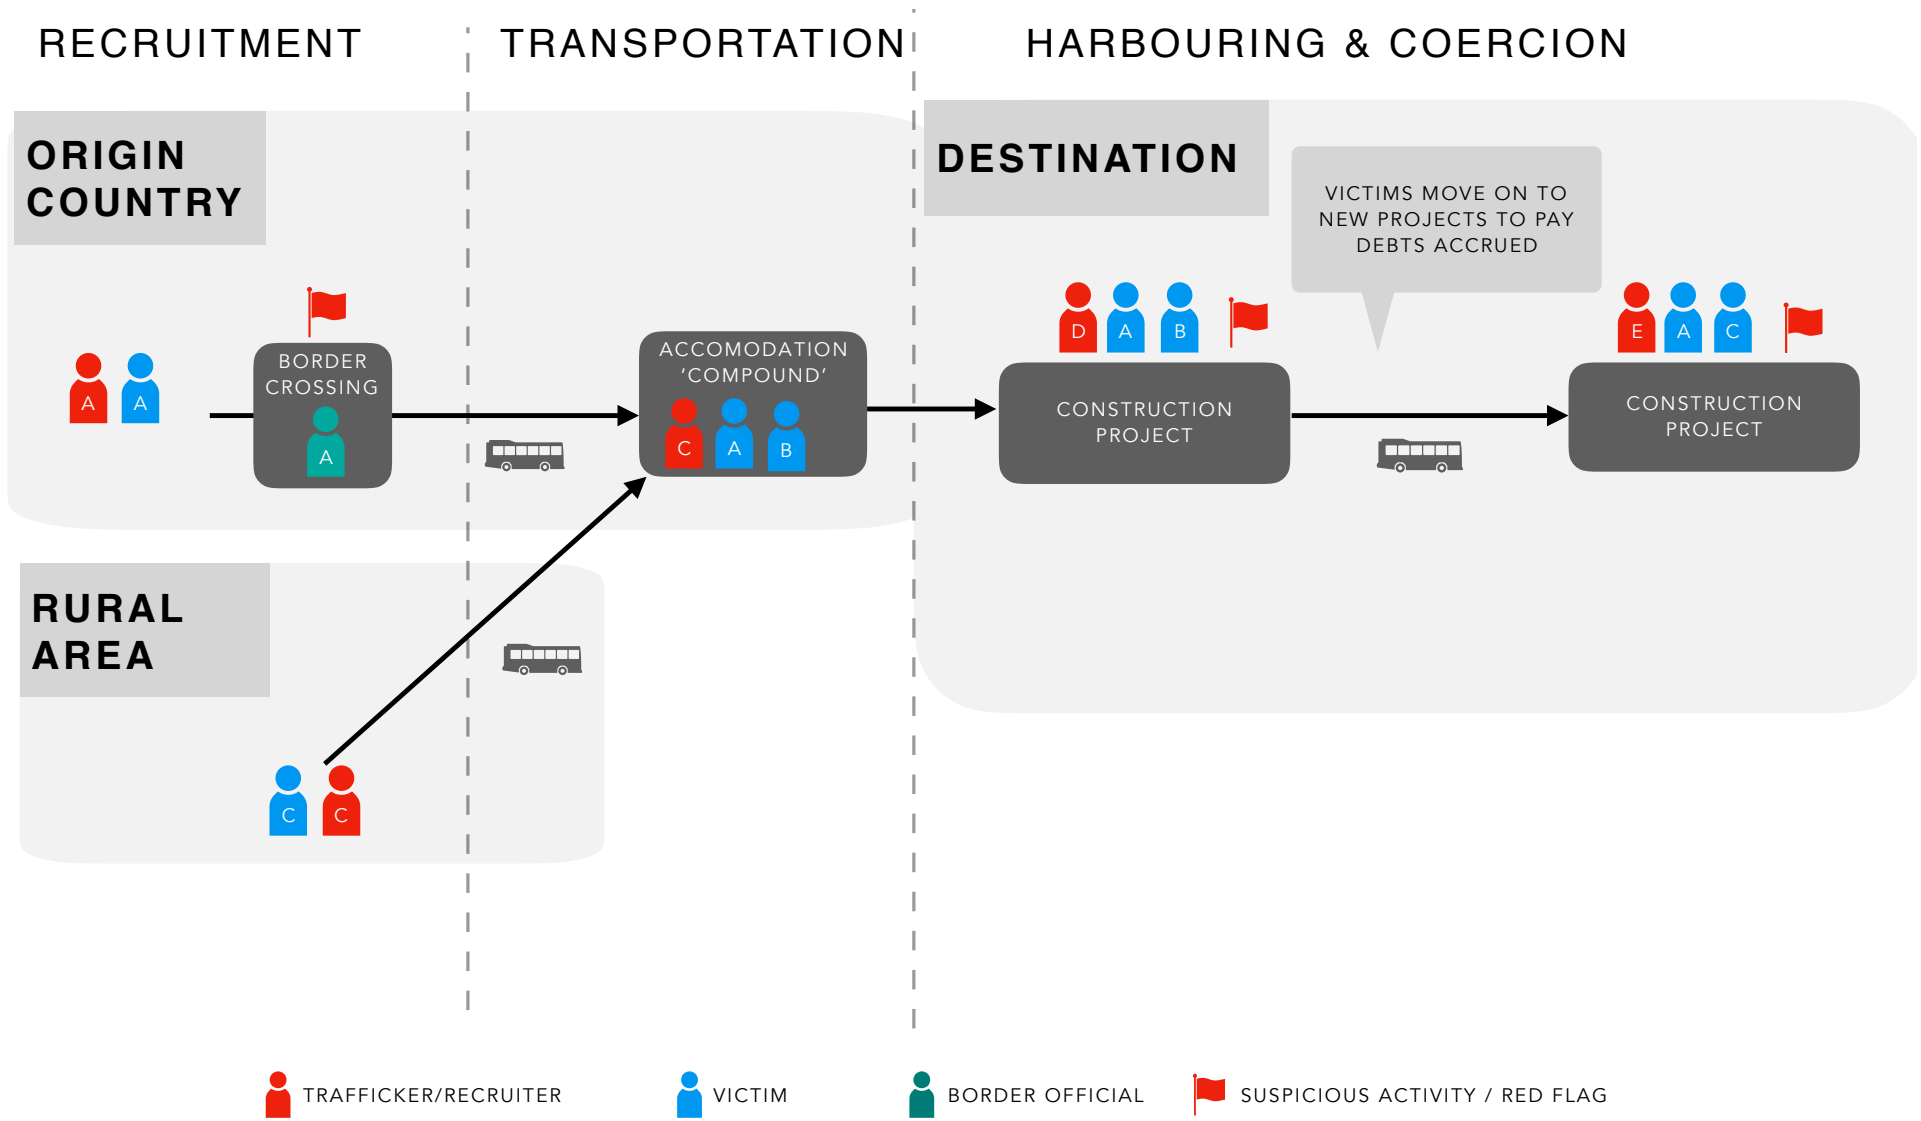 RECRUITMENT
TRANSPORTATION
HARBOURING & COERCION
ORIGIN
COUNTRY
DESTINATION
VICTIMS MOVE ON TO
NEW PROJECTS TO PAY
DEBTS ACCRUED
A A
BORDER
CROSSING
A
ACCOMODATION
‘COMPOUND’
C A B
D A B
CONSTRUCTION
PROJECT
E A C
CONSTRUCTION
PROJECT
RURAL
AREA
C C
TRAFFICKER/RECRUITER
VICTIM
BORDER OFFICIAL
SUSPICIOUS ACTIVITY / RED FLAG